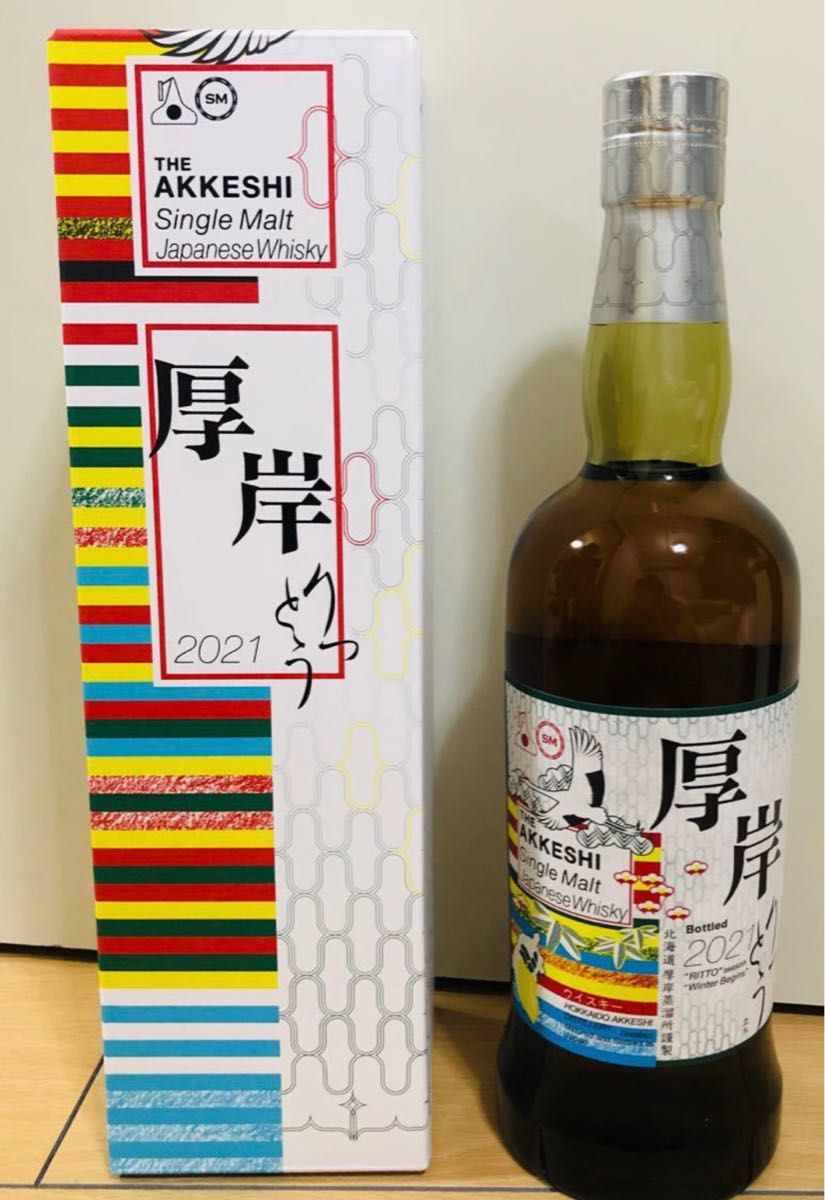 SM
THE
AKKESHI
Single Malt
Japanese Whisky
厚岸
りっとう
2021
SM
THE
AKKESHI
Single Malt
Japanese Whisky
厚岸
りっとう
Bottled
2021
"RITTO" season
"Winter Begins"
北海道厚岸蒸溜所謹製
ウイスキー
HOKKAIDO AKKESHI